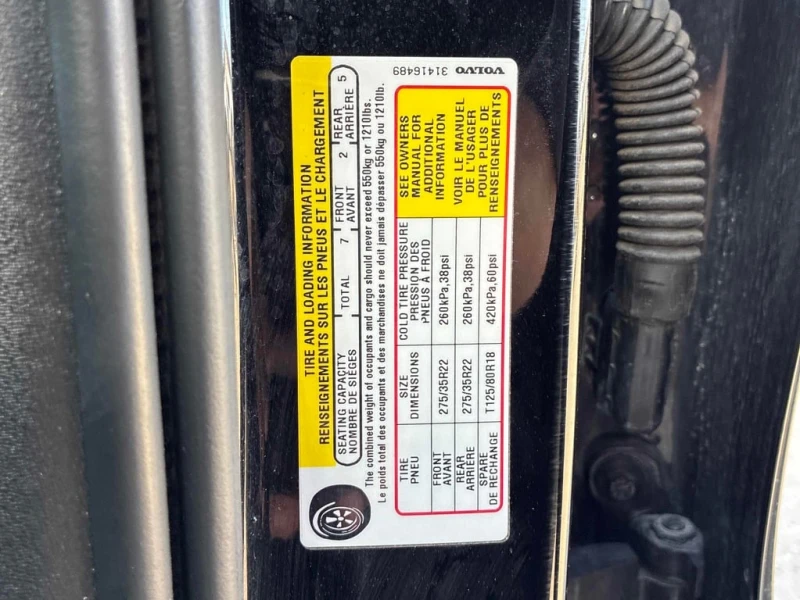 TIRE AND LOADING INFORMATION
RENSEIGNEMENTS SUR LES PNEUS ET LE CHARGEMENT
SEATING CAPACITY
NOMBRE DE SIÈGES
TOTAL 7
FRONT
AVANT 2
REAR
ARRIÈRE 5
The combined weight of occupants and cargo should never exceed 550kg or 1210lbs.
Le poids total des occupants et des marchandises ne doit jamais dépasser 550kg ou 1210lb.
TIRE
PNEU
SIZE
DIMENSIONS
COLD TIRE PRESSURE
PRESSION DES
PNEUS À FROID
FRONT
AVANT
275/35R22
260kPa,38psi
REAR
ARRIÈRE
275/35R22
260kPa,38psi
SPARE
DE RECHANGE
T125/80R18
420kPa,60psi
SEE OWNERS
MANUAL FOR
ADDITIONAL
INFORMATION
VOIR LE MANUEL
DE L'USAGER
POUR PLUS DE
RENSEIGNEMENTS
VOLVO 31416489